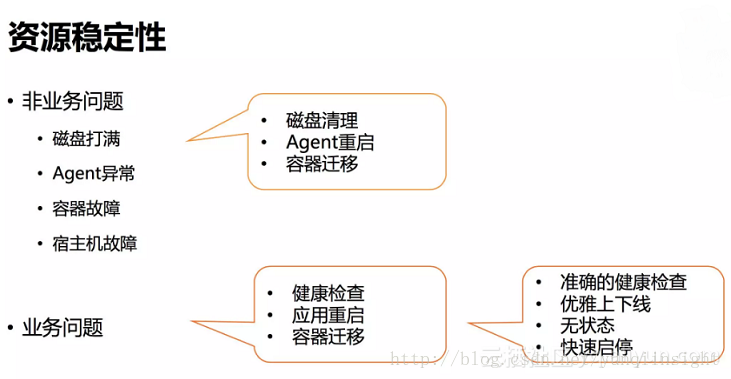 资源稳定性
• 非业务问题
• 磁盘打满
• Agent异常
• 容器故障
• 宿主机故障
• 磁盘清理
• Agent重启
• 容器迁移
• 业务问题
• 健康检查
• 应用重启
• 容器迁移
• 准确的健康检查
• 优雅上下线
• 无状态
• 快速启停
http://blog.csdn.net/yunqiinsight